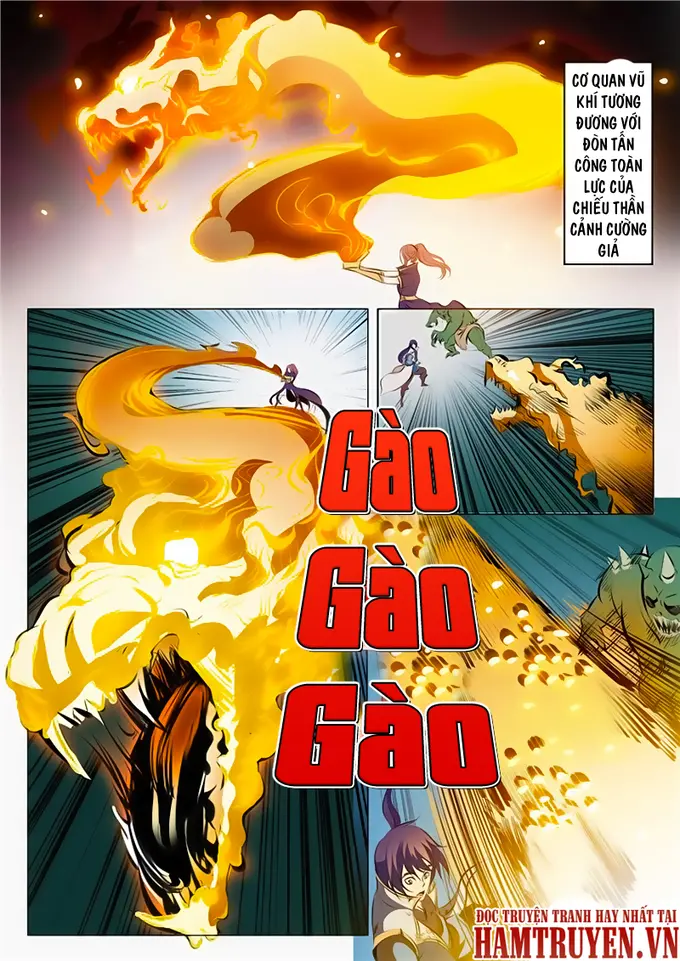 CƠ QUAN VŨ
KHÍ TƯƠNG
ĐƯƠNG VỚI
ĐÒN TẤN
CÔNG TOÀN
LỰC CỦA
CHIẾU THẦN
CẢNH CƯỜNG
GIẢ
Gào
Gào
Gào
ĐỌC TRUYỆN TRANH HAY NHẤT TẠI
HAMTRUYEN.VN